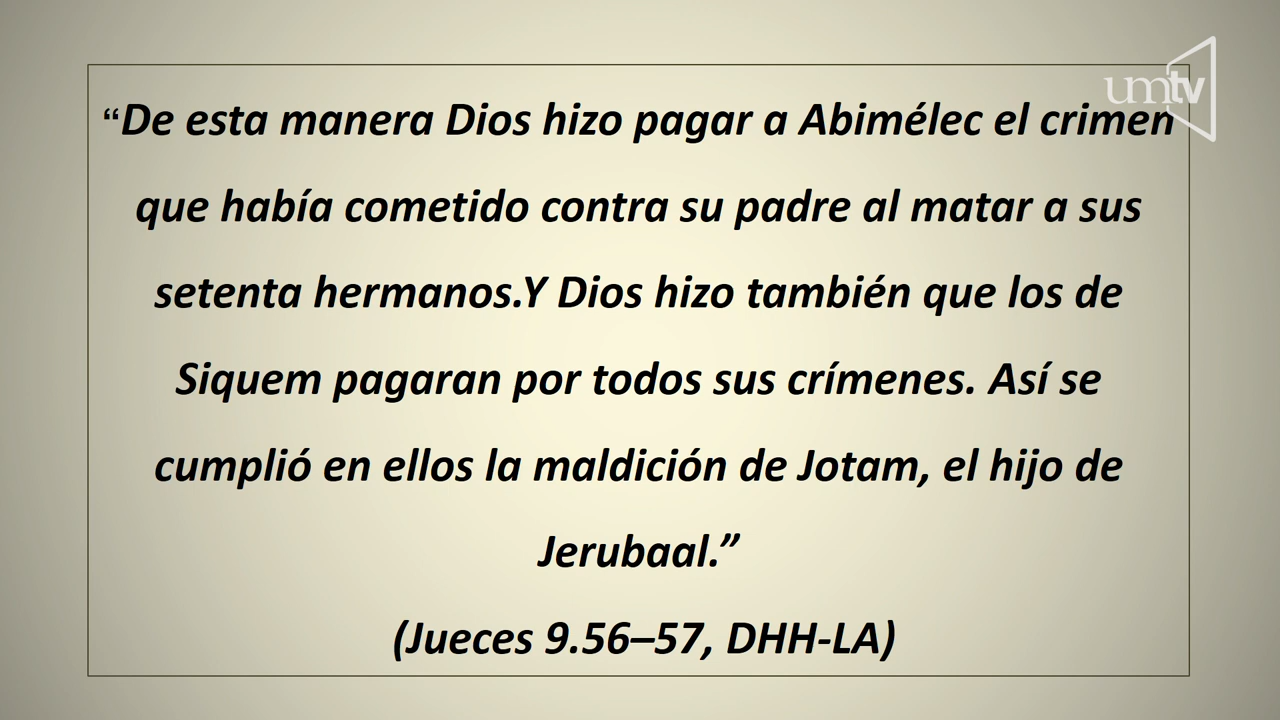 umtv
“De esta manera Dios hizo pagar a Abimélec el crimen
que había cometido contra su padre al matar a sus
setenta hermanos.Y Dios hizo también que los de
Siquem pagaran por todos sus crímenes. Así se
cumplió en ellos la maldición de Jotam, el hijo de
Jerubaal.”
(Jueces 9.56–57, DHH-LA)